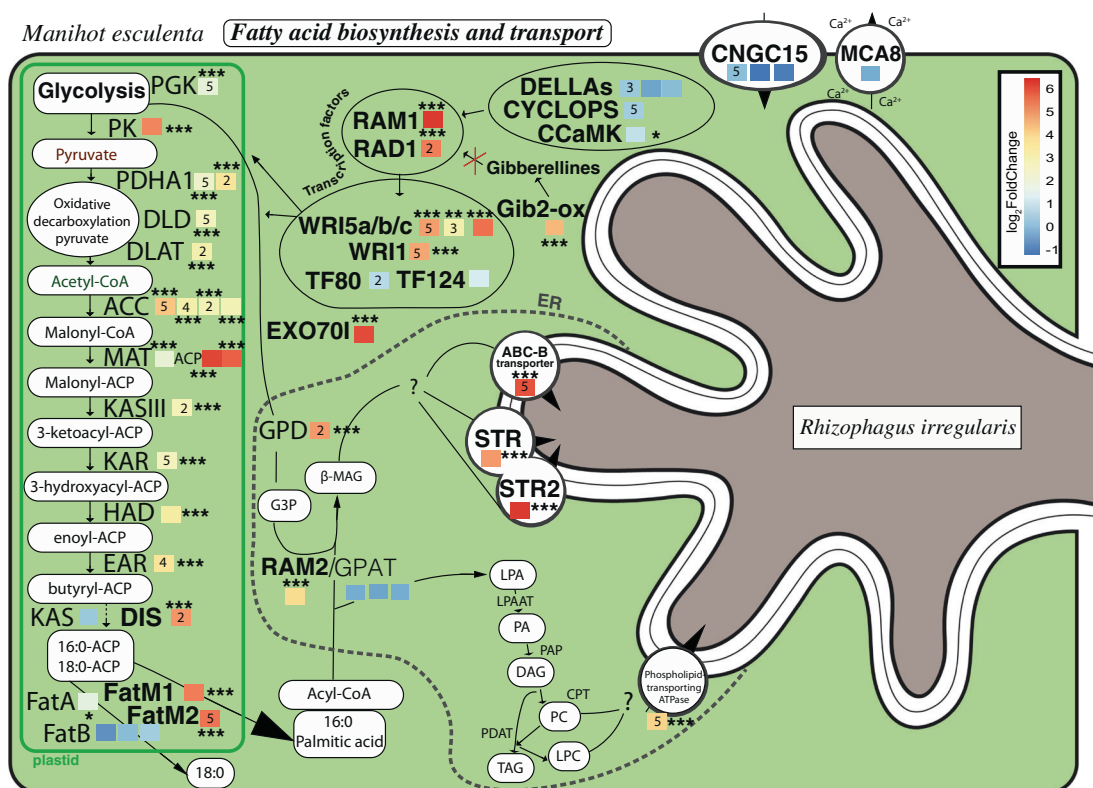 Manihot esculenta
Fatty acid biosynthesis and transport
Ca²⁺
Ca²⁺
CNGC15
5
MCA8
Ca²⁺
Ca²⁺
6
5
4
3
2
1
0
-1
log₂FoldChange
Glycolysis
PGK
***
5
PK
***
Pyruvate
PDHA1
***
5
2
***
Oxidative
decarboxylation
pyruvate
DLD
5
***
DLAT
2
***
Acetyl-CoA
ACC
***
***
5
4
2
***
***
Malonyl-CoA
MAT
***
ACP
***
***
Malonyl-ACP
KASIII
2
***
3-ketoacyl-ACP
KAR
5
***
3-hydroxyacyl-ACP
HAD
***
enoyl-ACP
EAR
4
***
butyryl-ACP
KAS
DIS
***
2
16:0-ACP
18:0-ACP
FatA
*
FatM1
***
FatM2
5
***
FatB
plastid
18:0
Transciption factors
RAM1
***
RAD1
***
2
DELLAs
3
CYCLOPS
5
CCaMK
*
Gibberellines
Gib2-ox
***
WRI5a/b/c
*** ** ***
5
3
WRI1
5
***
TF80
2
TF124
EXO70I
***
ER
ABC-B
transporter
***
5
?
GPD
2
***
STR
***
STR2
***
β-MAG
G3P
RAM2/GPAT
***
LPA
LPAAT
PA
PAP
DAG
CPT
PC
PDAT
LPC
TAG
?
Phospholipid-
transporting
ATPase
5
***
Acyl-CoA
16:0
Palmitic acid
Rhizophagus irregularis